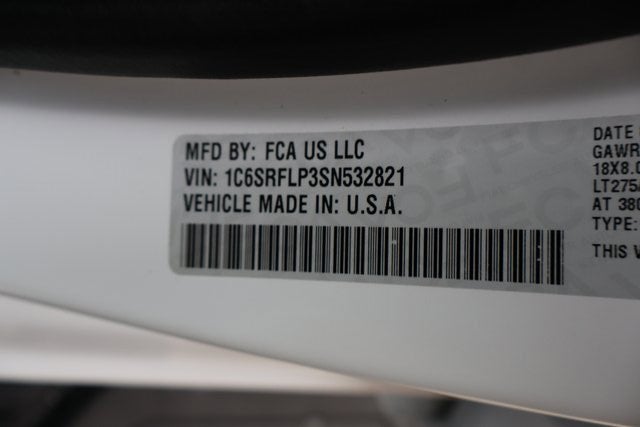 MFD BY: FCA US LLC
VIN: 1C6SRFLP3SN532821
VEHICLE MADE IN: U.S.A.
DATE
GAWR
18X8.0
LT275/
AT 380
TYPE:
THIS V